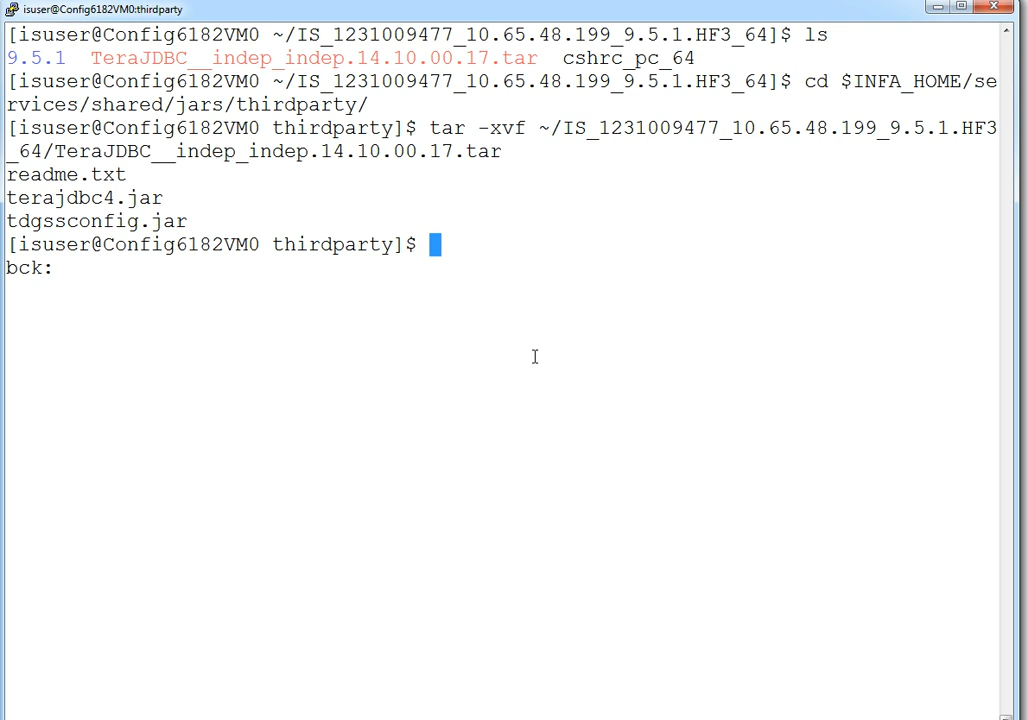 isuser@Config6182VM0:thirdparty
[isuser@Config6182VM0 ~/IS_1231009477_10.65.48.199_9.5.1.HF3_64]$ ls
9.5.1  TeraJDBC__indep_indep.14.10.00.17.tar  cshrc_pc_64
[isuser@Config6182VM0 ~/IS_1231009477_10.65.48.199_9.5.1.HF3_64]$ cd $INFA_HOME/se
rvices/shared/jars/thirdparty/
[isuser@Config6182VM0 thirdparty]$ tar -xvf ~/IS_1231009477_10.65.48.199_9.5.1.HF3
_64/TeraJDBC__indep_indep.14.10.00.17.tar
readme.txt
terajdbc4.jar
tdgssconfig.jar
[isuser@Config6182VM0 thirdparty]$
bck: